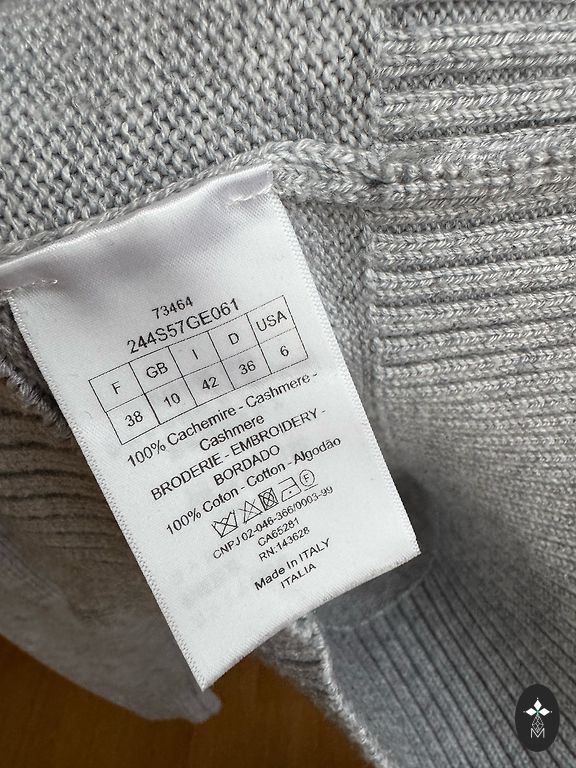 73464
244S57GE061
F GB I D USA
38 10 42 36 6
100% Cachemire - Cashmere -
Cashmere
BRODERIE - EMBROIDERY -
BORDADO
100% Coton - Cotton - Algodão
F
CNPJ 02-046-366/0003-99
CA65281
RN:143628
Made in ITALY
ITALIA
M